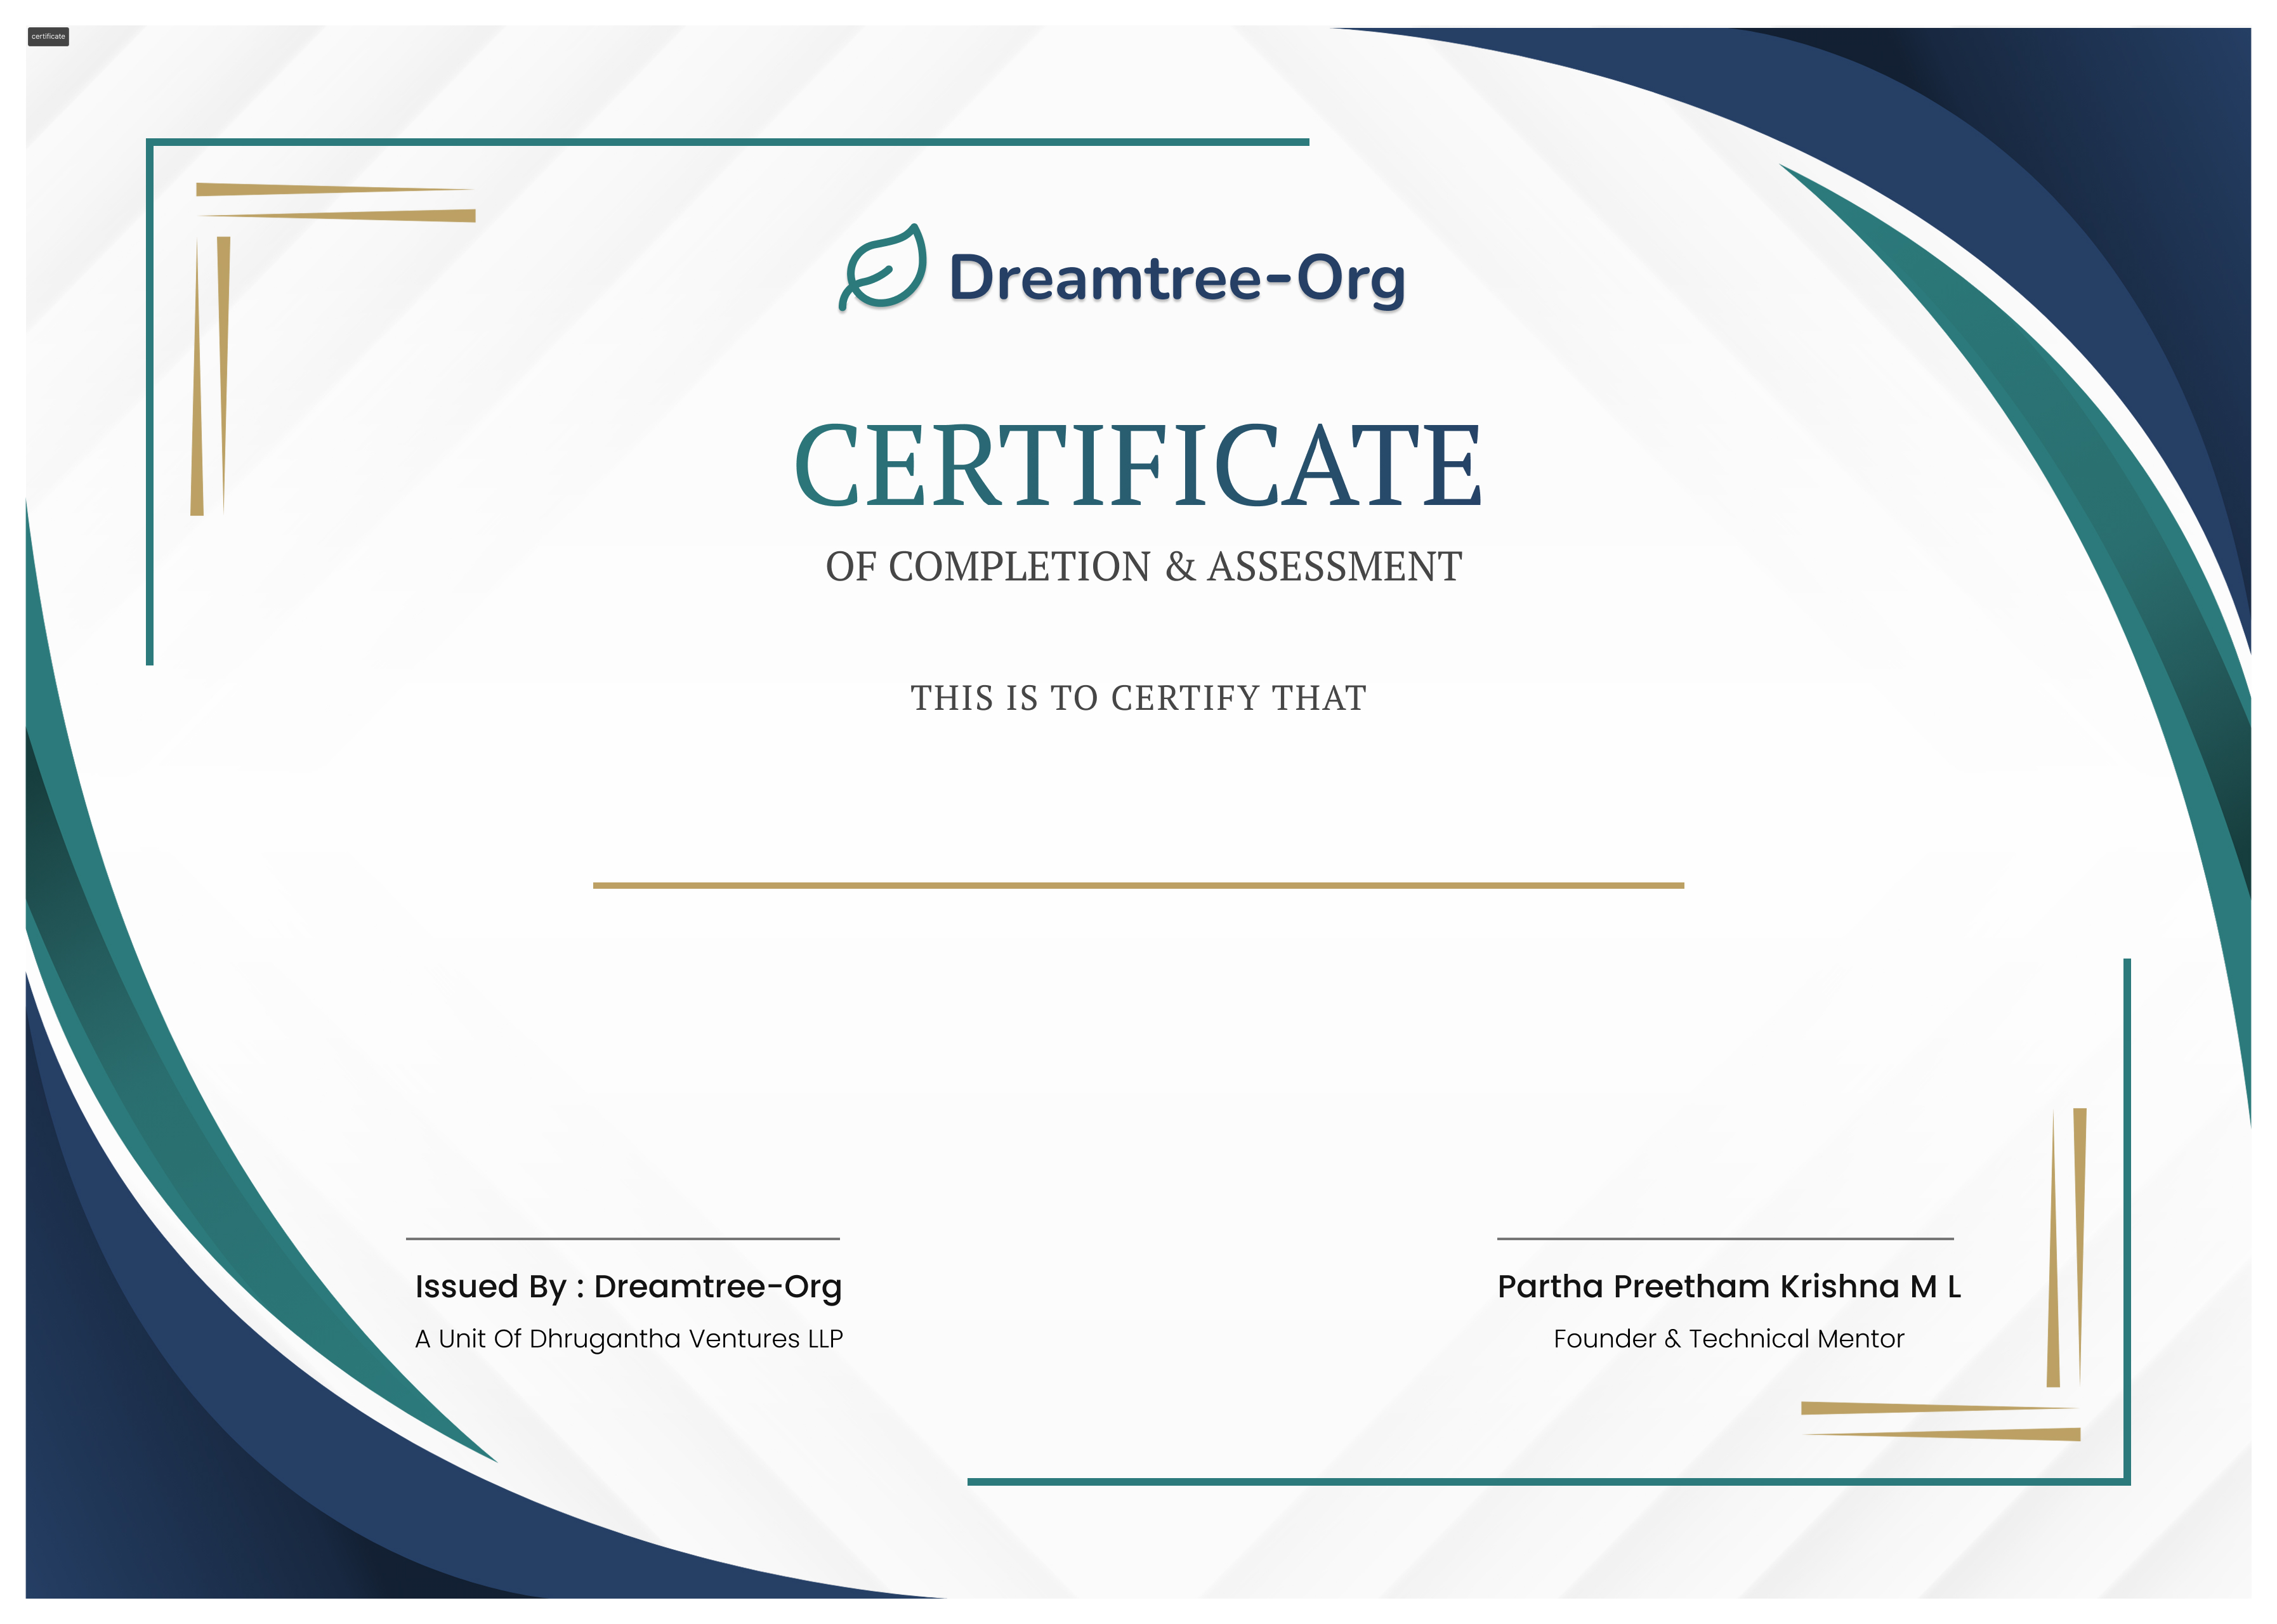 certificate
Dreamtree-Org
CERTIFICATE
OF COMPLETION & ASSESSMENT
THIS IS TO CERTIFY THAT
Issued By : Dreamtree-Org
A Unit Of Dhrugantha Ventures LLP
Partha Preetham Krishna M L
Founder & Technical Mentor